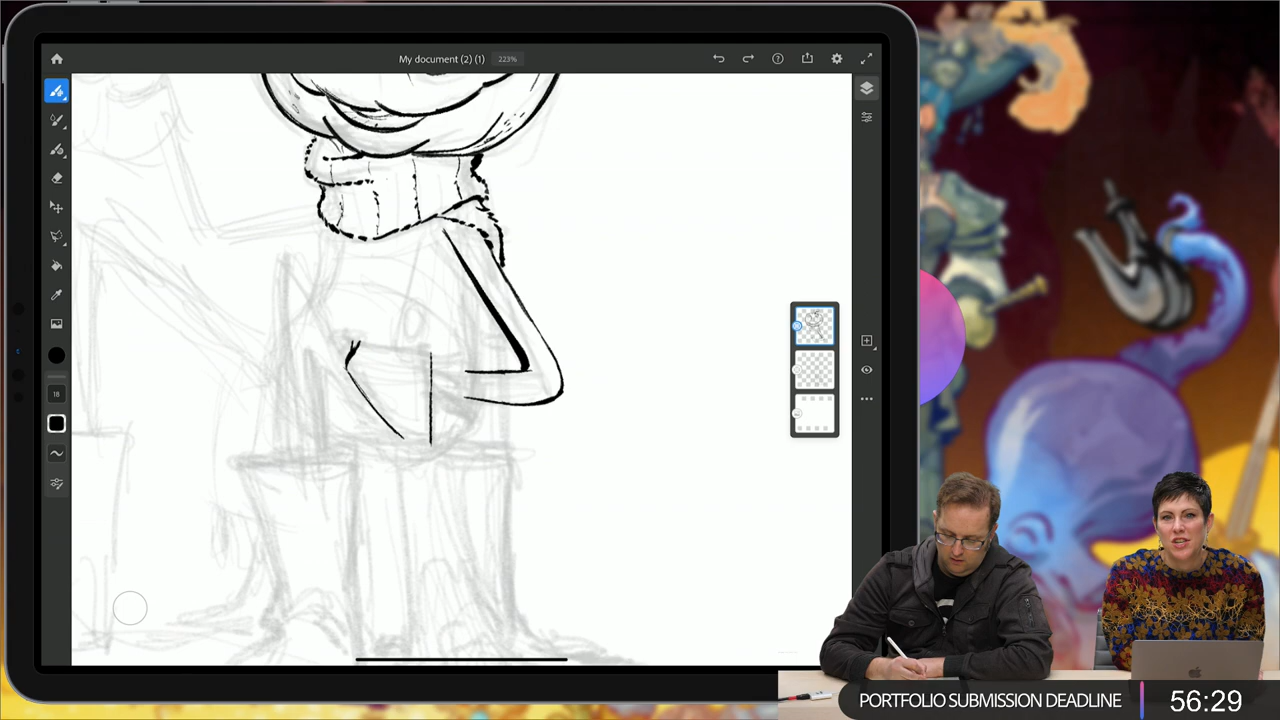 My document (2) (1)
223%
18
PORTFOLIO SUBMISSION DEADLINE
56:29